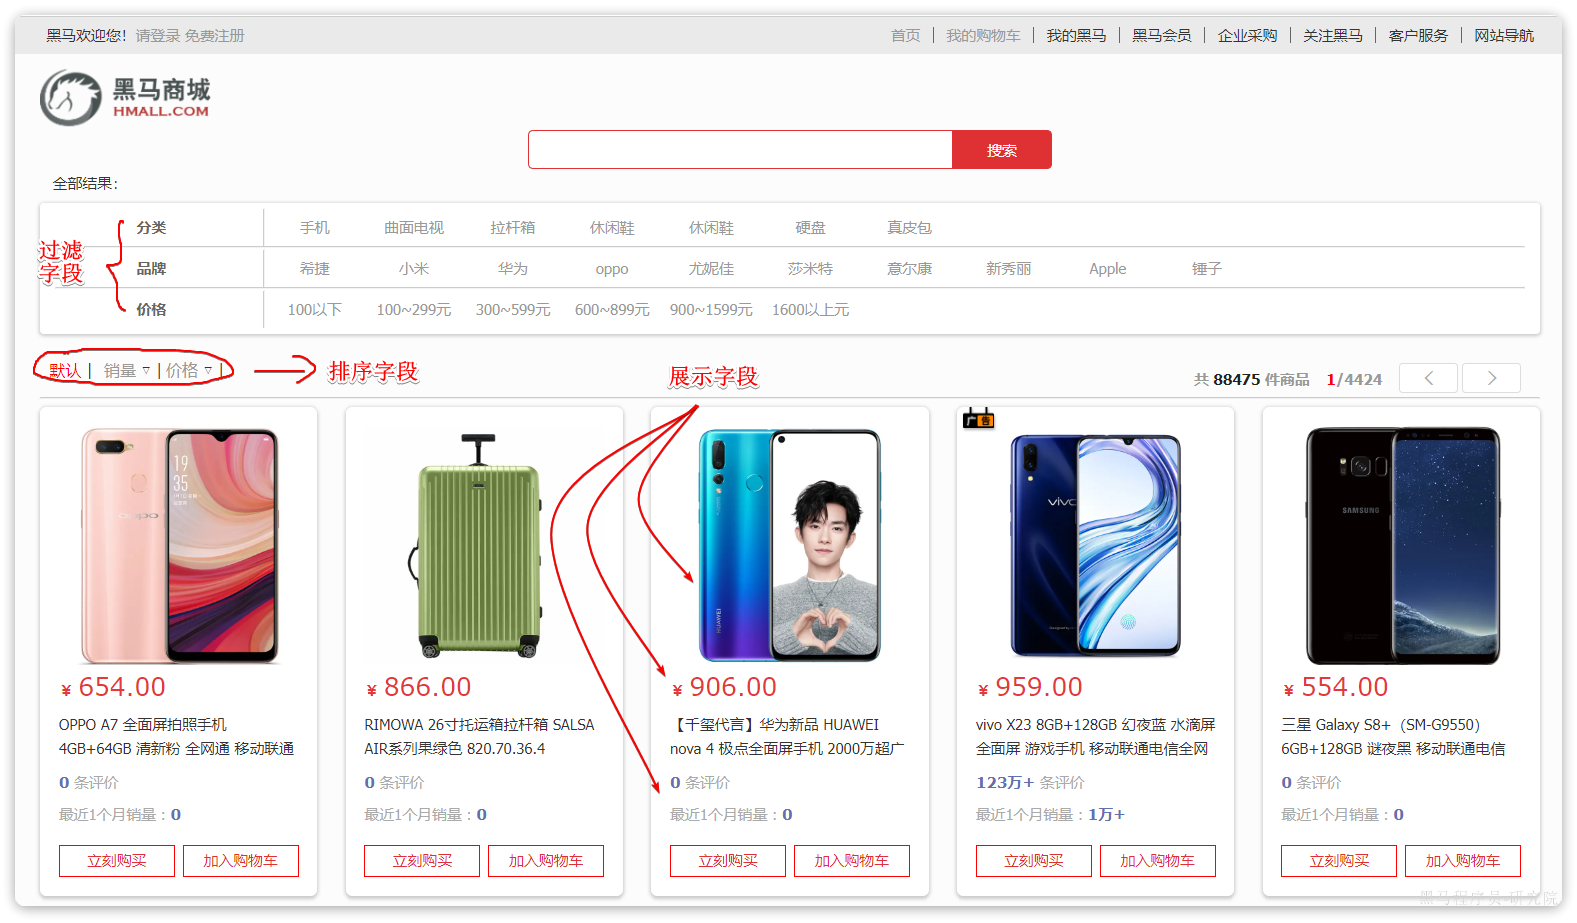 黑马欢迎您! 请登录 免费注册
首页 | 我的购物车 | 我的黑马 | 黑马会员 | 企业采购 | 关注黑马 | 客户服务 | 网站导航
黑马商城
HMALL.COM
搜索
全部结果:
过滤
字段
分类 手机 曲面电视 拉杆箱 休闲鞋 休闲鞋 硬盘 真皮包
品牌 希捷 小米 华为 oppo 尤妮佳 莎米特 意尔康 新秀丽 Apple 锤子
价格 100以下 100~299元 300~599元 600~899元 900~1599元 1600以上元
默认 | 销量 ▿ | 价格 ▿ |
排序字段
展示字段
共 88475 件商品 1/4424
oppo
19
35
¥ 654.00
OPPO A7 全面屏拍照手机
4GB+64GB 清新粉 全网通 移动联通
0 条评价
最近1个月销量：0
立刻购买 加入购物车
¥ 866.00
RIMOWA 26寸托运箱拉杆箱 SALSA
AIR系列果绿色 820.70.36.4
0 条评价
最近1个月销量：0
立刻购买 加入购物车
HUAWEI
¥ 906.00
【千玺代言】华为新品 HUAWEI
nova 4 极点全面屏手机 2000万超广
0 条评价
最近1个月销量：0
立刻购买 加入购物车
广告
vivo
¥ 959.00
vivo X23 8GB+128GB 幻夜蓝 水滴屏
全面屏 游戏手机 移动联通电信全网
123万+ 条评价
最近1个月销量：1万+
立刻购买 加入购物车
SAMSUNG
¥ 554.00
三星 Galaxy S8+（SM-G9550）
6GB+128GB 谜夜黑 移动联通电信
0 条评价
最近1个月销量：0
立刻购买 加入购物车
黑马程序员-研究院